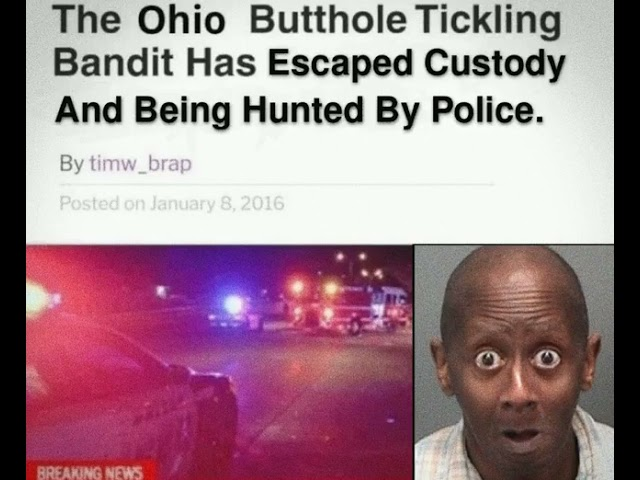 The Ohio Butthole Tickling
Bandit Has Escaped Custody
And Being Hunted By Police.
By timw_brap
Posted on January 8, 2016
BREAKING NEWS